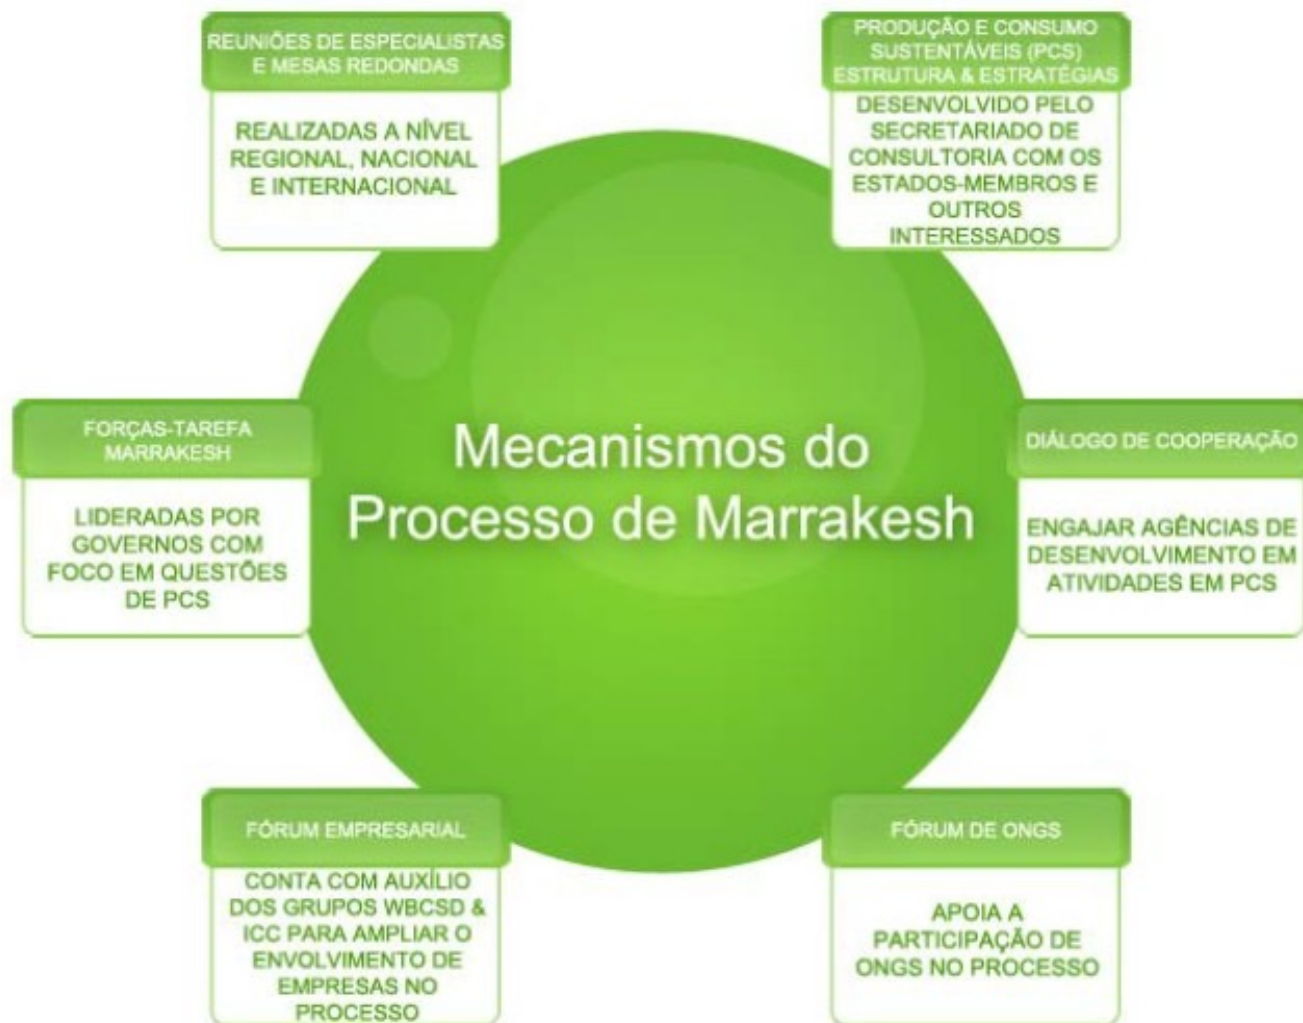 REUNIÕES DE ESPECIALISTAS
E MESAS REDONDAS
REALIZADAS A NÍVEL
REGIONAL, NACIONAL
E INTERNACIONAL
PRODUÇÃO E CONSUMO
SUSTENTÁVEIS (PCS)
ESTRUTURA & ESTRATÉGIAS
DESENVOLVIDO PELO
SECRETARIADO DE
CONSULTORIA COM OS
ESTADOS-MEMBROS E
OUTROS
INTERESSADOS
FORÇAS-TAREFA
MARRAKESH
LIDERADAS POR
GOVERNOS COM
FOCO EM QUESTÕES
DE PCS
Mecanismos do
Processo de Marrakesh
DIÁLOGO DE COOPERAÇÃO
ENGAJAR AGÊNCIAS DE
DESENVOLVIMENTO EM
ATIVIDADES EM PCS
FÓRUM EMPRESARIAL
CONTA COM AUXÍLIO
DOS GRUPOS WBCSD &
ICC PARA AMPLIAR O
ENVOLVIMENTO DE
EMPRESAS NO
PROCESSO
FÓRUM DE ONGS
APOIA A
PARTICIPAÇÃO DE
ONGS NO PROCESSO